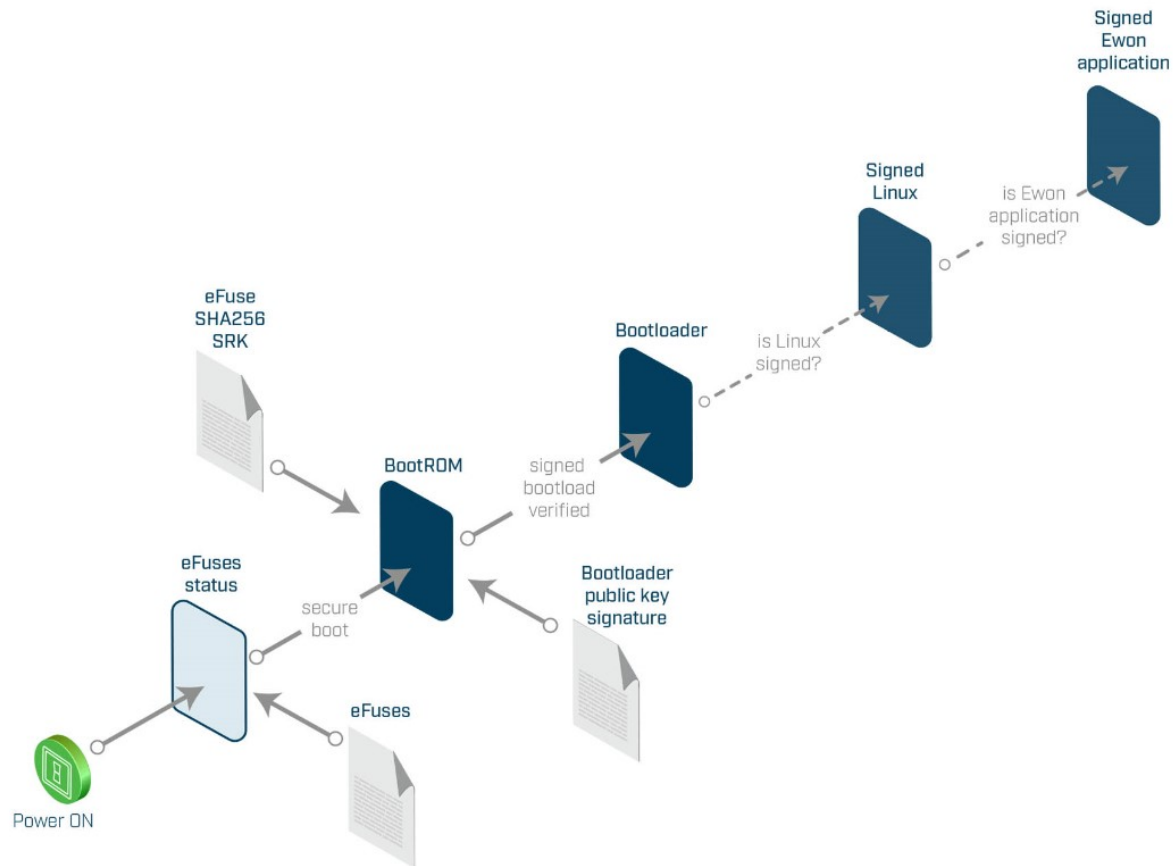 Signed
Ewon
application
Signed
Linux
is Ewon
application
signed?
eFuse
SHA256
SRK
Bootloader
is Linux
signed?
BootROM
signed
bootload
verified
eFuses
status
secure
boot
Bootloader
public key
signature
eFuses
Power ON